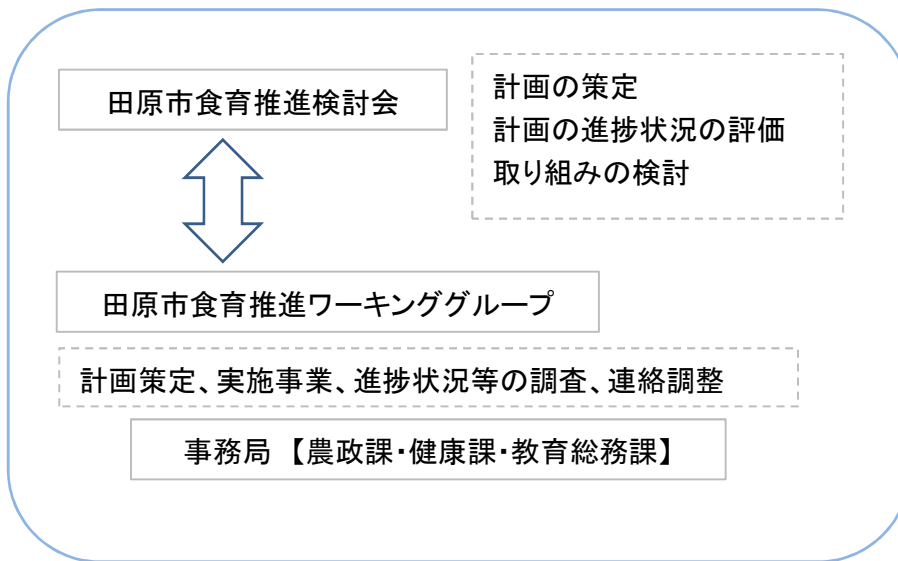 田原市食育推進検討会
計画の策定
計画の進捗状況の評価
取り組みの検討
田原市食育推進ワーキンググループ
計画策定、実施事業、進捗状況等の調査、連絡調整
事務局 【農政課・健康課・教育総務課】